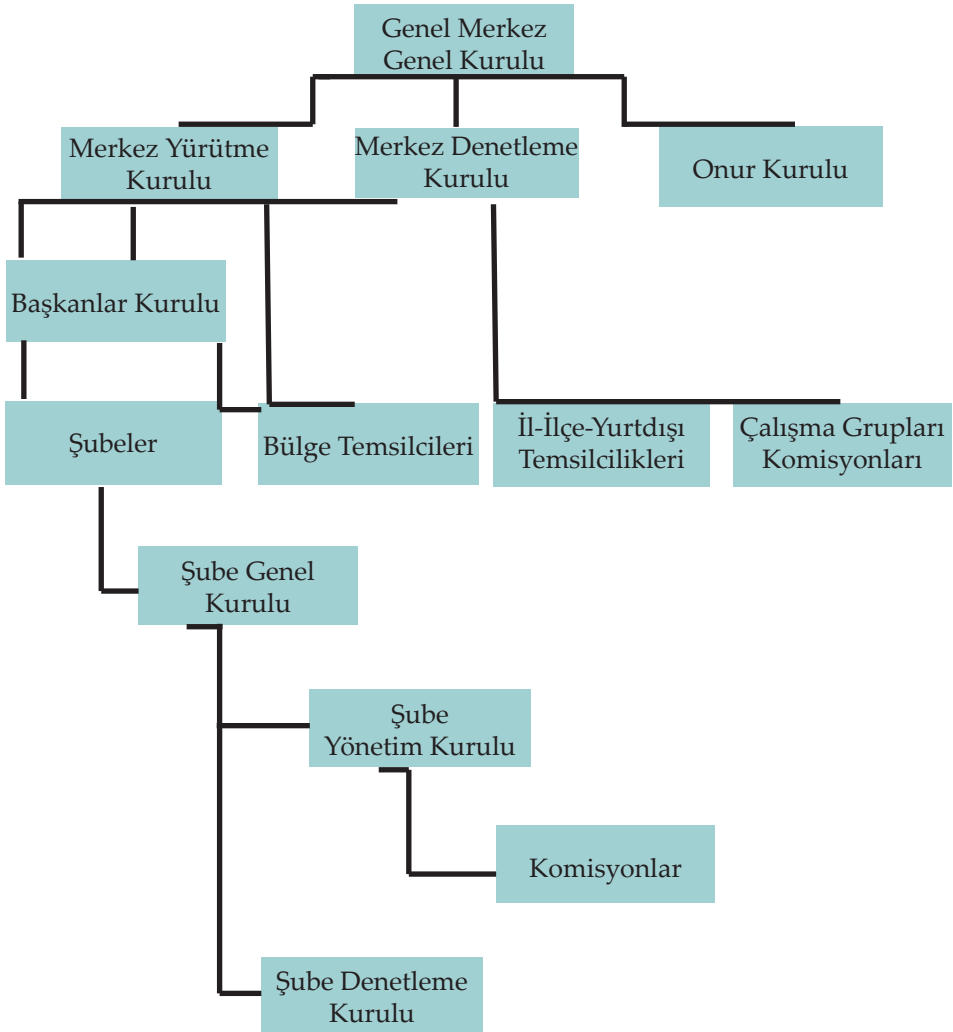 Genel Merkez
Genel Kurulu
Merkez Yürütme
Kurulu
Merkez Denetleme
Kurulu
Onur Kurulu
Başkanlar Kurulu
Şubeler
Bülge Temsilcileri
İl-İlçe-Yurtdışı
Temsilcilikleri
Çalışma Grupları
Komisyonları
Şube Genel
Kurulu
Şube
Yönetim Kurulu
Komisyonlar
Şube Denetleme
Kurulu